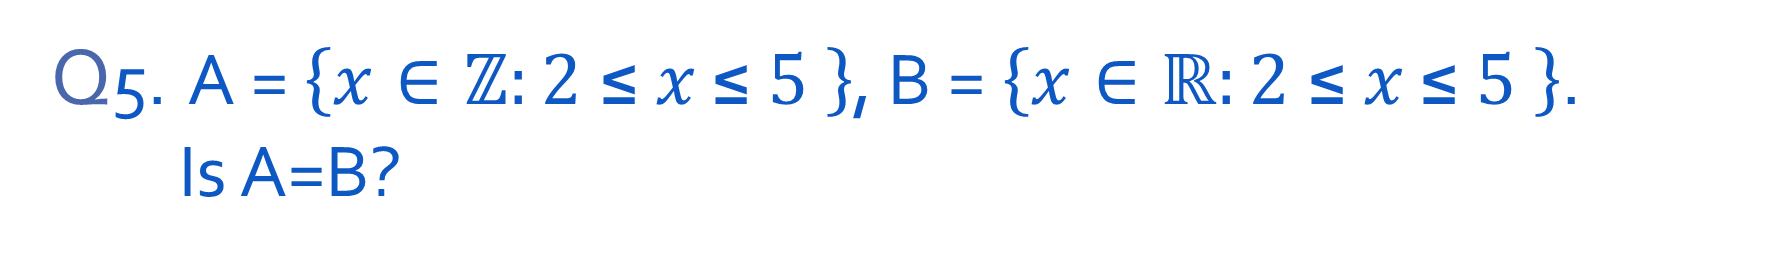 Q5. A = {x ∈ ℤ: 2 ≤ x ≤ 5 }, B = {x ∈ ℝ: 2 ≤ x ≤ 5 }.
Is A=B?